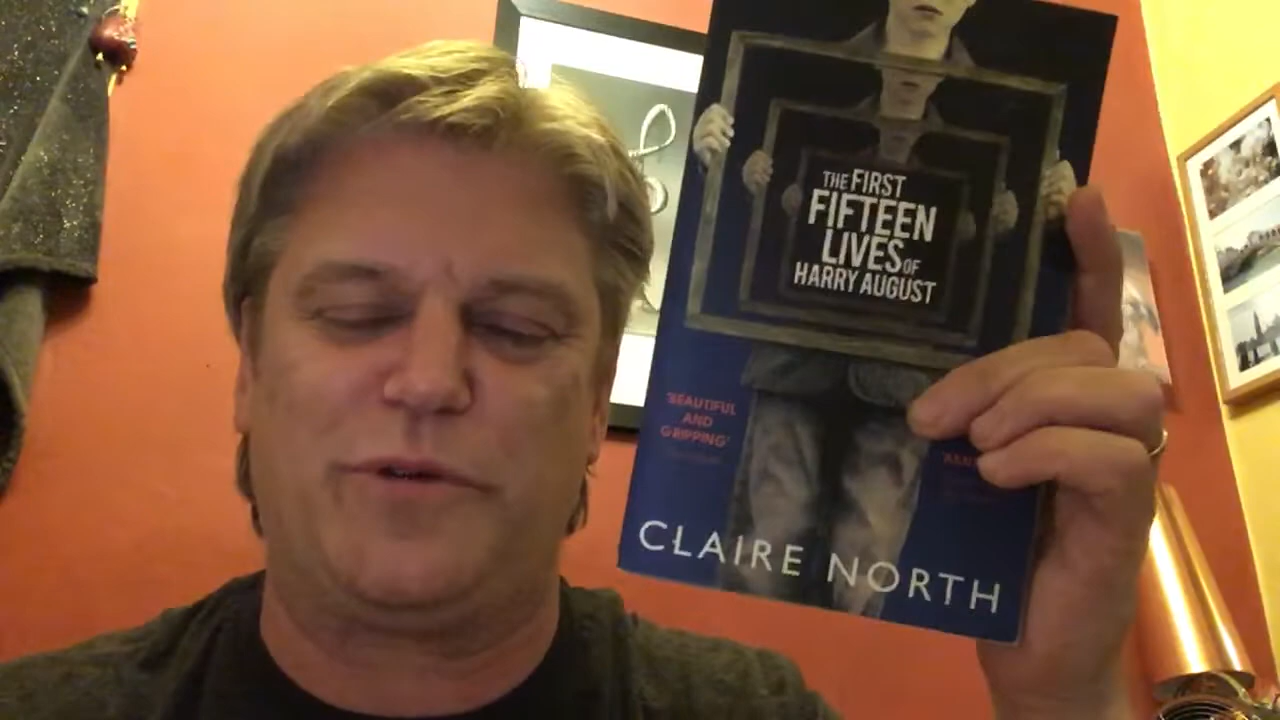 THE FIRST
FIFTEEN
LIVES OF
HARRY AUGUST
'BEAUTIFUL
AND
GRIPPING'
CLAIRE NORTH